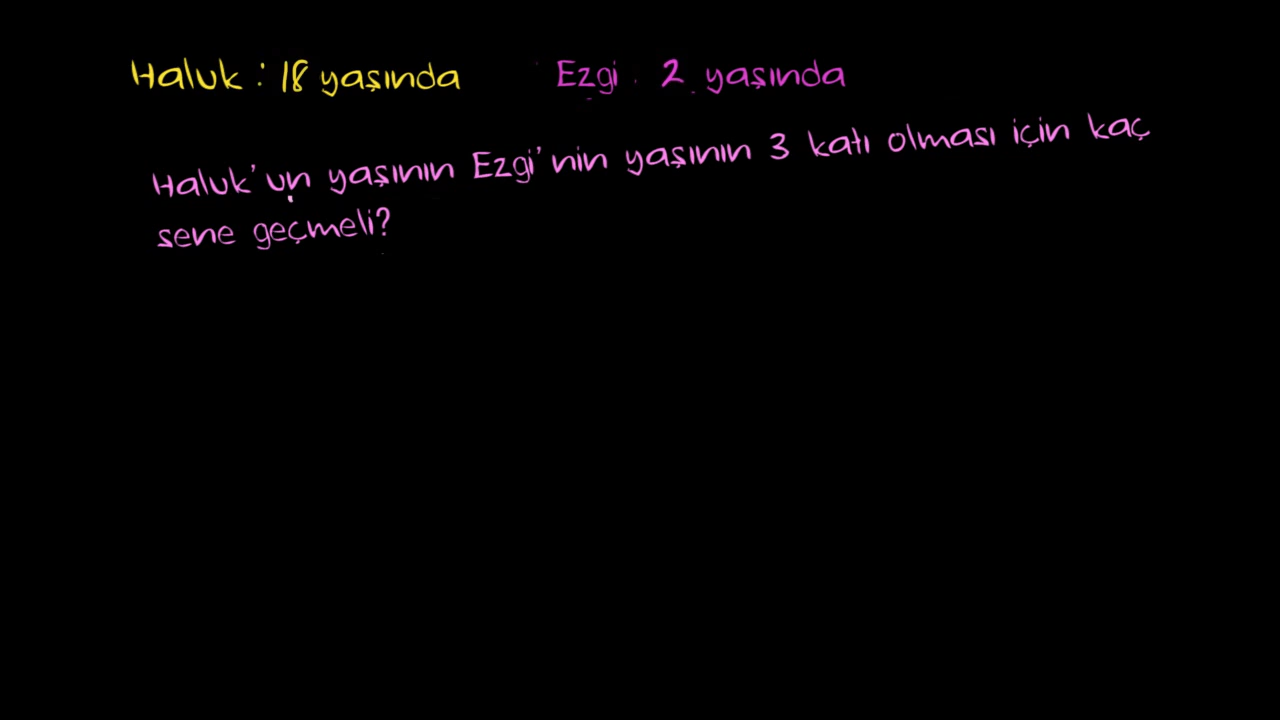 Haluk : 18 yaşında Ezgi . 2 yaşında
Haluk'un yaşının Ezgi'nin yaşının 3 katı olması için kaç
sene geçmeli?